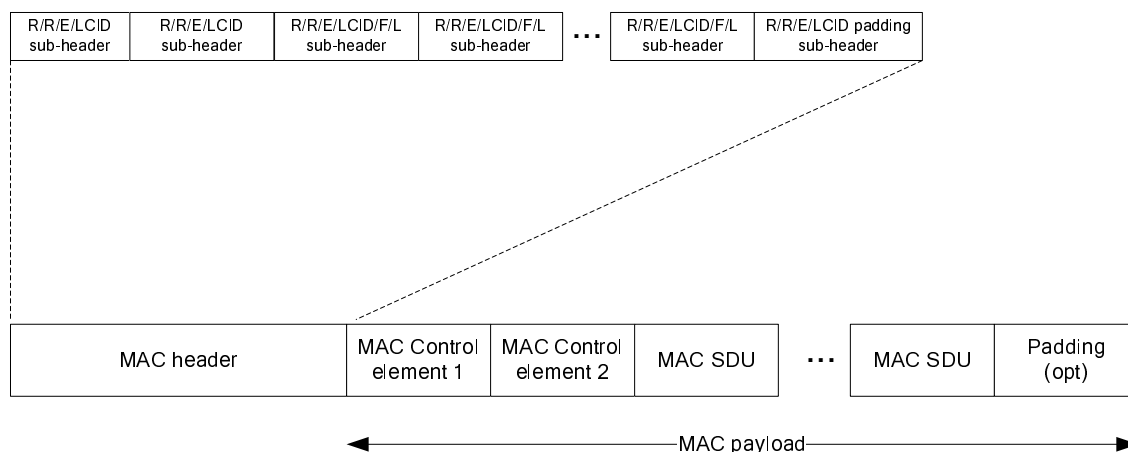 R/R/E/LCID sub-header
R/R/E/LCID sub-header
R/R/E/LCID/F/L sub-header
R/R/E/LCID/F/L sub-header
...
R/R/E/LCID/F/L sub-header
R/R/E/LCID padding sub-header
MAC header
MAC Control element 1
MAC Control element 2
MAC SDU
...
MAC SDU
Padding (opt)
MAC payload